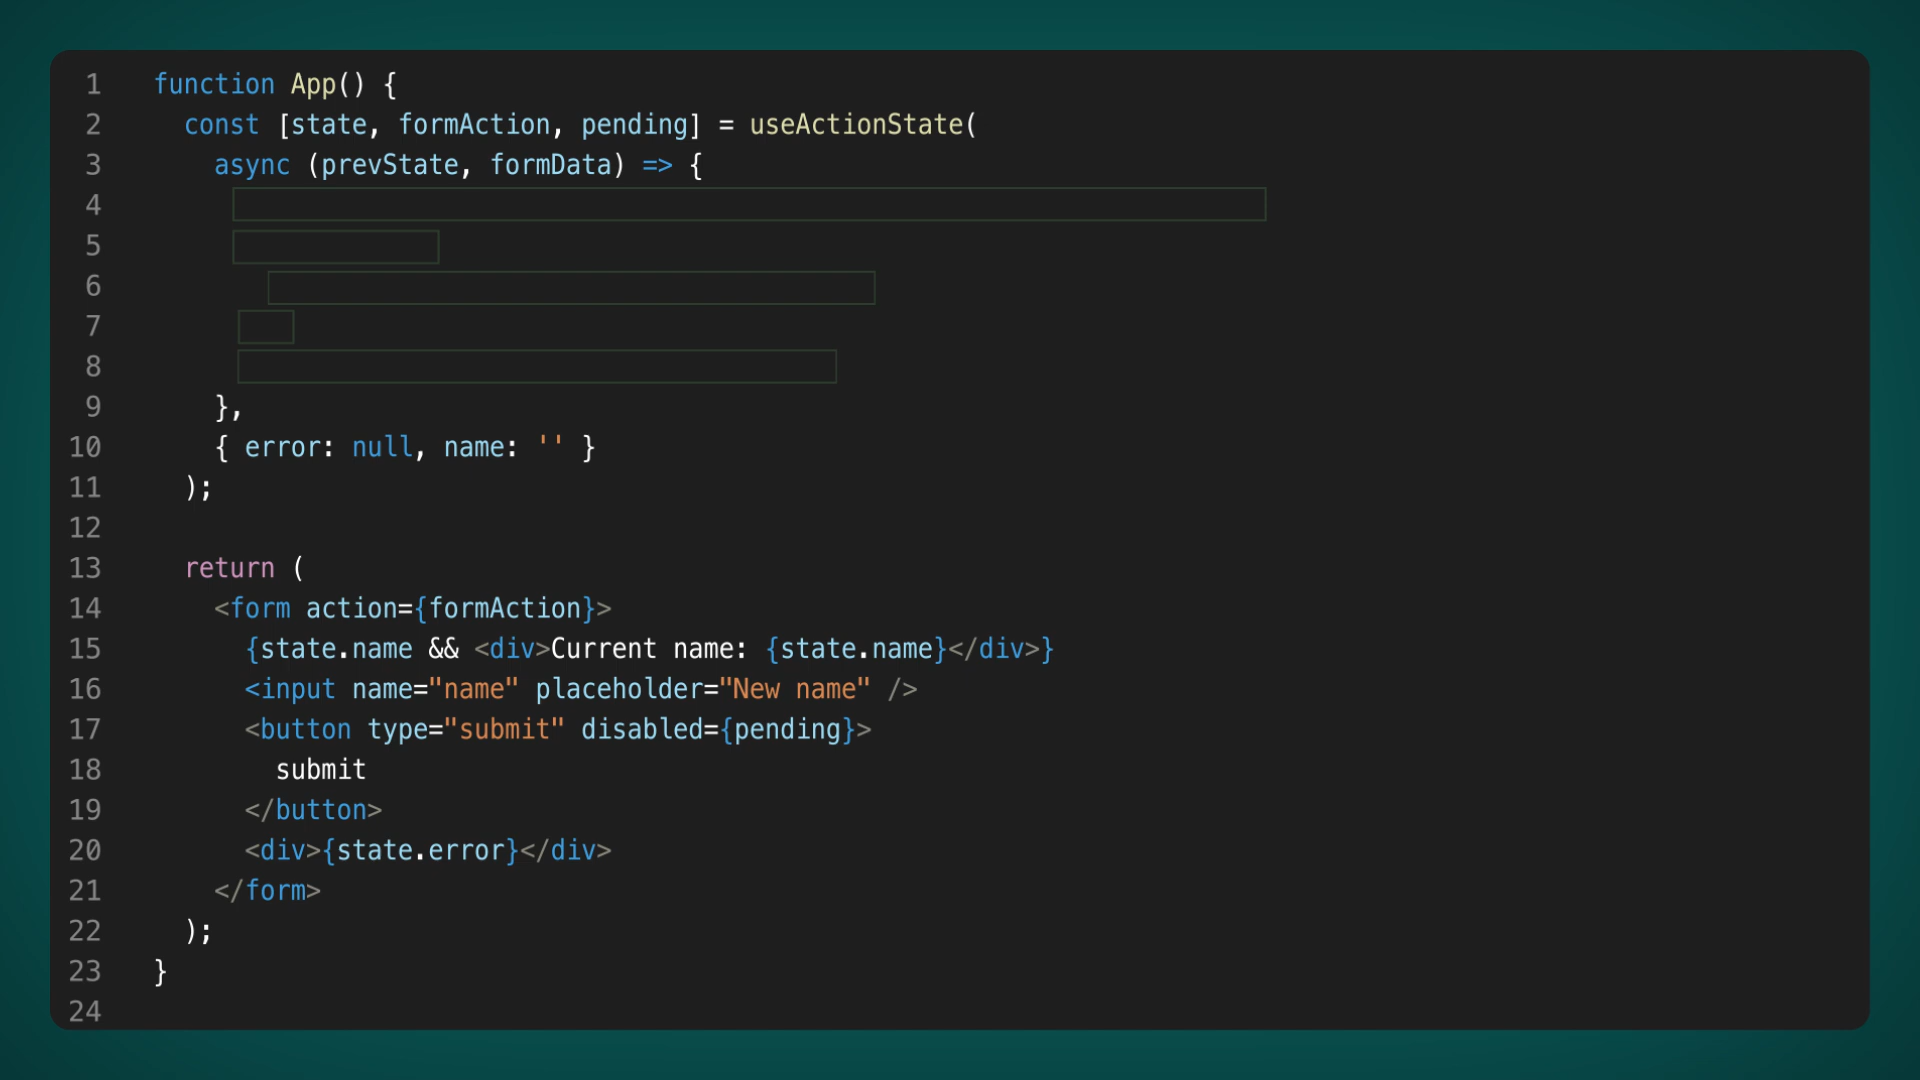 1 function App() {
2 const [state, formAction, pending] = useActionState(
3 async (prevState, formData) => {
4
5
6
7
8
9 },
10 { error: null, name: '' }
11 );
12
13 return (
14 <form action={formAction}>
15 {state.name && <div>Current name: {state.name}</div>}
16 <input name="name" placeholder="New name" />
17 <button type="submit" disabled={pending}>
18 submit
19 </button>
20 <div>{state.error}</div>
21 </form>
22 );
23 }
24